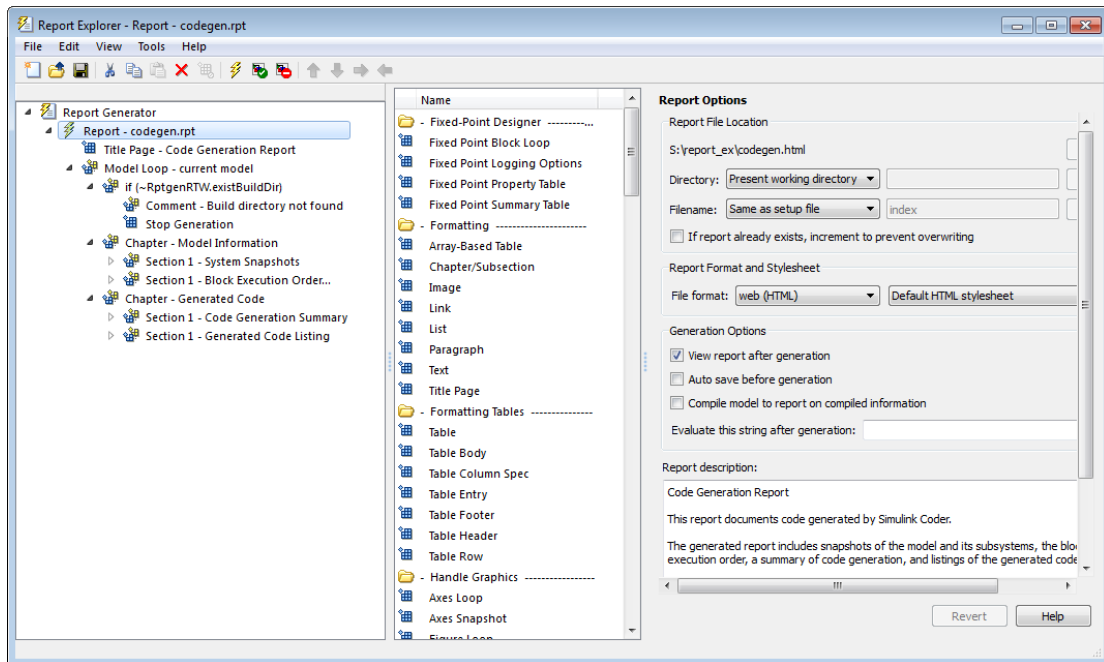 Report Explorer - Report - codegen.rpt
File Edit View Tools Help
Report Generator
Report - codegen.rpt
Title Page - Code Generation Report
Model Loop - current model
if (~RptgenRTW.existBuildDir)
Comment - Build directory not found
Stop Generation
Chapter - Model Information
Section 1 - System Snapshots
Section 1 - Block Execution Order...
Chapter - Generated Code
Section 1 - Code Generation Summary
Section 1 - Generated Code Listing
Name
- Fixed-Point Designer ---------...
Fixed Point Block Loop
Fixed Point Logging Options
Fixed Point Property Table
Fixed Point Summary Table
- Formatting ---------------------
Array-Based Table
Chapter/Subsection
Image
Link
List
Paragraph
Text
Title Page
- Formatting Tables ---------------
Table
Table Body
Table Column Spec
Table Entry
Table Footer
Table Header
Table Row
- Handle Graphics ----------------
Axes Loop
Axes Snapshot
Figure Loop
Report Options
Report File Location
S:\report_ex\codegen.html
Directory: Present working directory
Filename: Same as setup file index
If report already exists, increment to prevent overwriting
Report Format and Stylesheet
File format: web (HTML) Default HTML stylesheet
Generation Options
View report after generation
Auto save before generation
Compile model to report on compiled information
Evaluate this string after generation:
Report description:
Code Generation Report
This report documents code generated by Simulink Coder.
The generated report includes snapshots of the model and its subsystems, the blo
execution order, a summary of code generation, and listings of the generated code
Revert Help